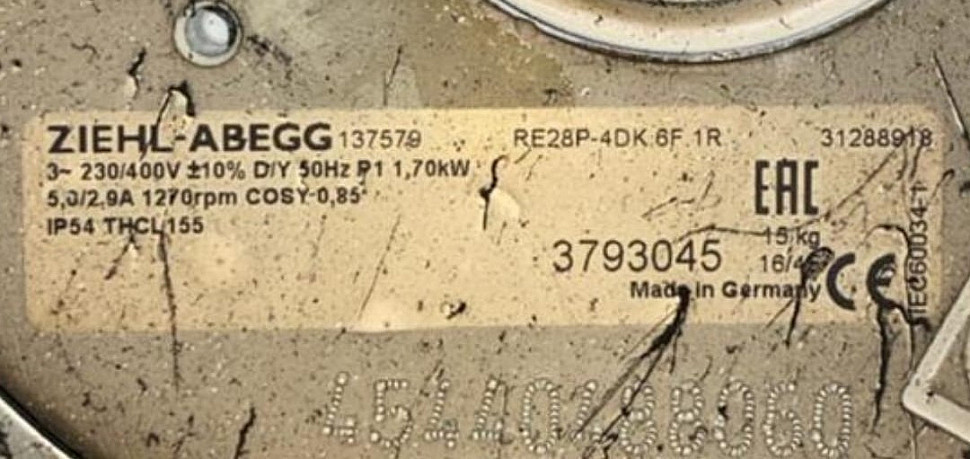 ZIEHL-ABEGG 137579 RE28P-4DK.6F.1R 31288918
3~ 230/400V ±10% D/Y 50Hz P1 1,70kW
5,0/2,9A 1270rpm COSY 0,85
IP54 THCL155
EAC
15 kg
3793045
Made in Germany CE
IEC60034-1